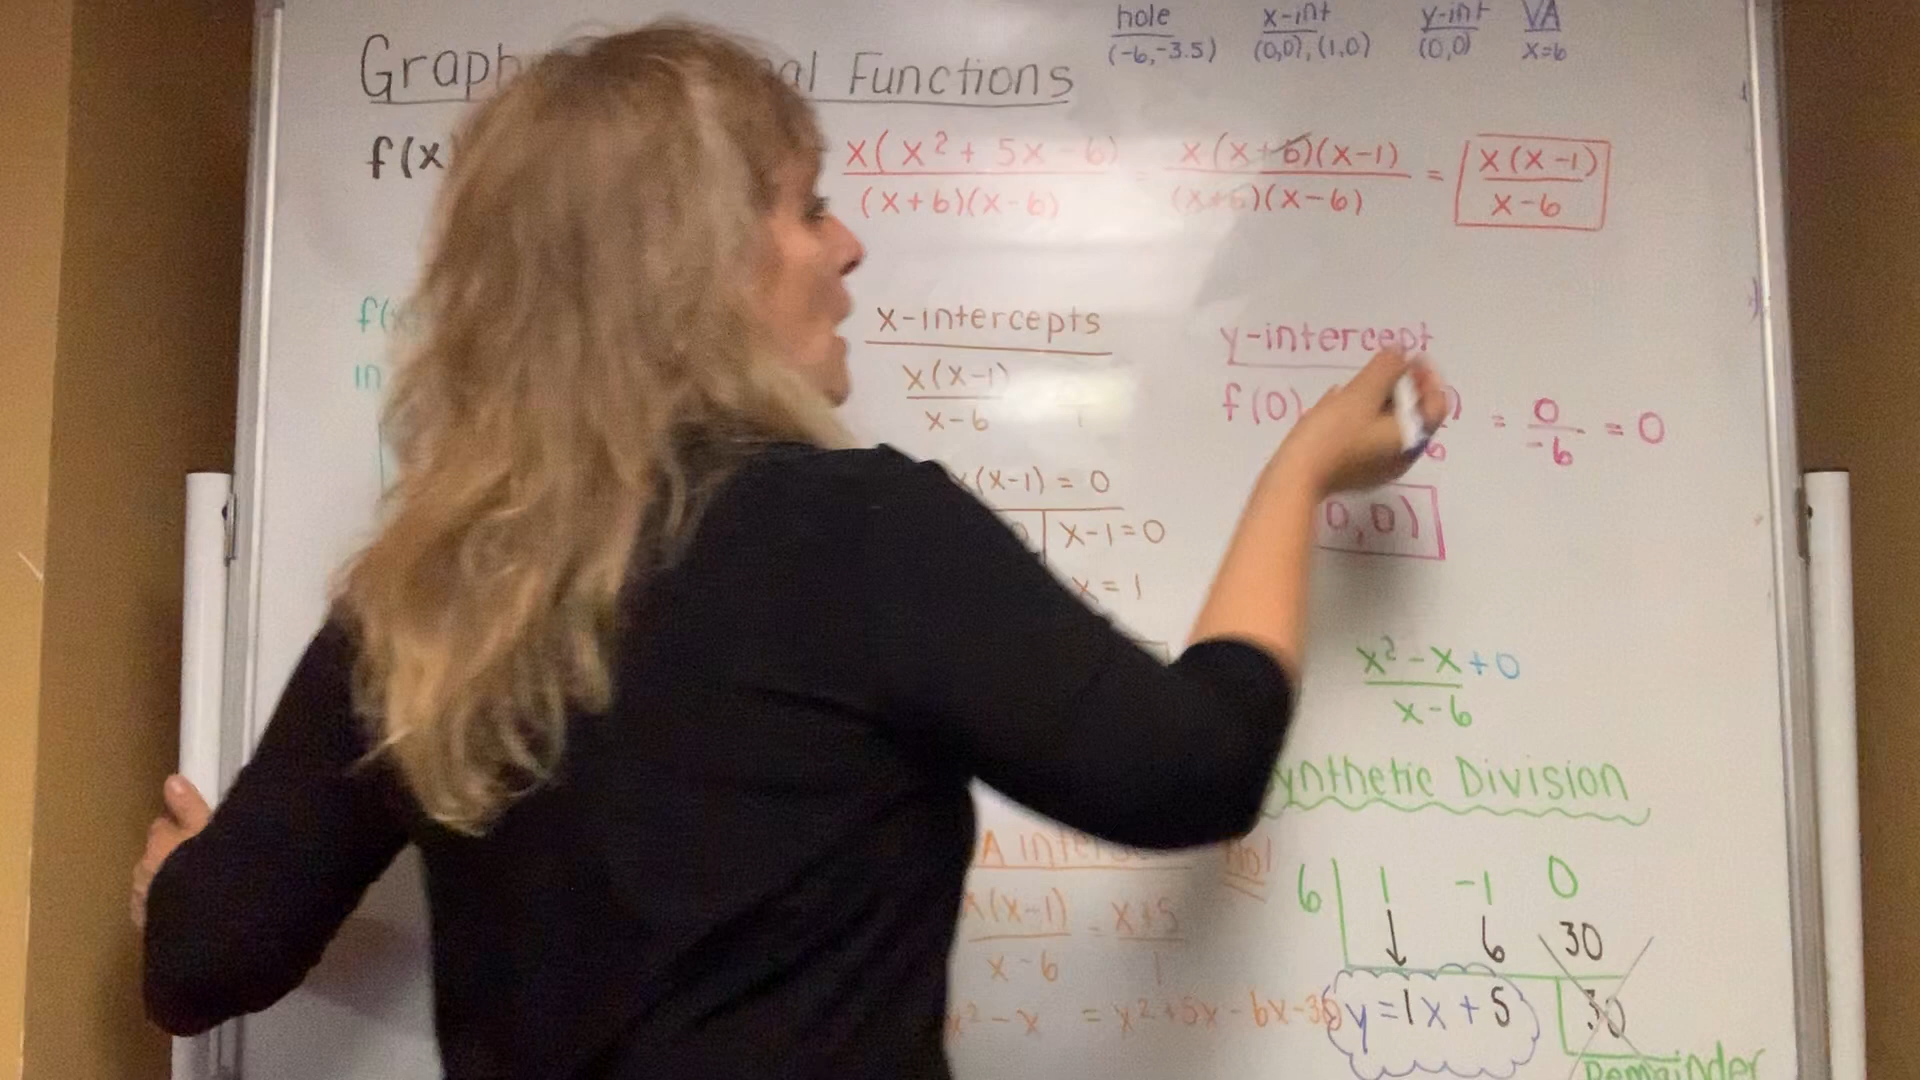 hole x-int y-int VA
(-6,-3.5) (0,0), (1,0) (0,0) x=6
Functions
f(x
x(x²+5x-6) / (x+6)(x-6) = x(x+6)(x-1) / (x+6)(x-6) = x(x-1) / x-6
x-intercepts
x(x-1) / x-6
(x-1) = 0
x-1=0
x=1
y-intercept
f(0) = 0 / -6 = 0
0,0)
x²-x+0 / x-6
ynthetic Division
6 1 -1 0
6 30
y=1x+5 30
Remainder
x(x-1) / x-6 = x+5 / 1
x²-x = x²+5x-6x-30